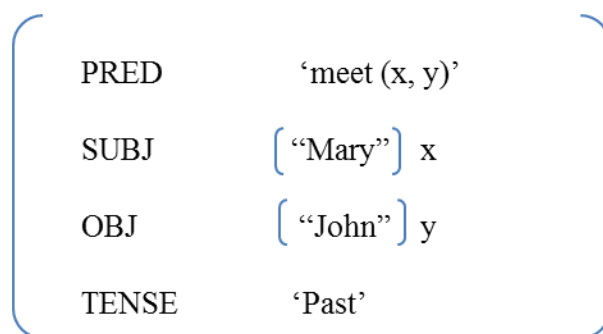 PRED ‘meet (x, y)’
SUBJ [“Mary”] x
OBJ [“John”] y
TENSE ‘Past’